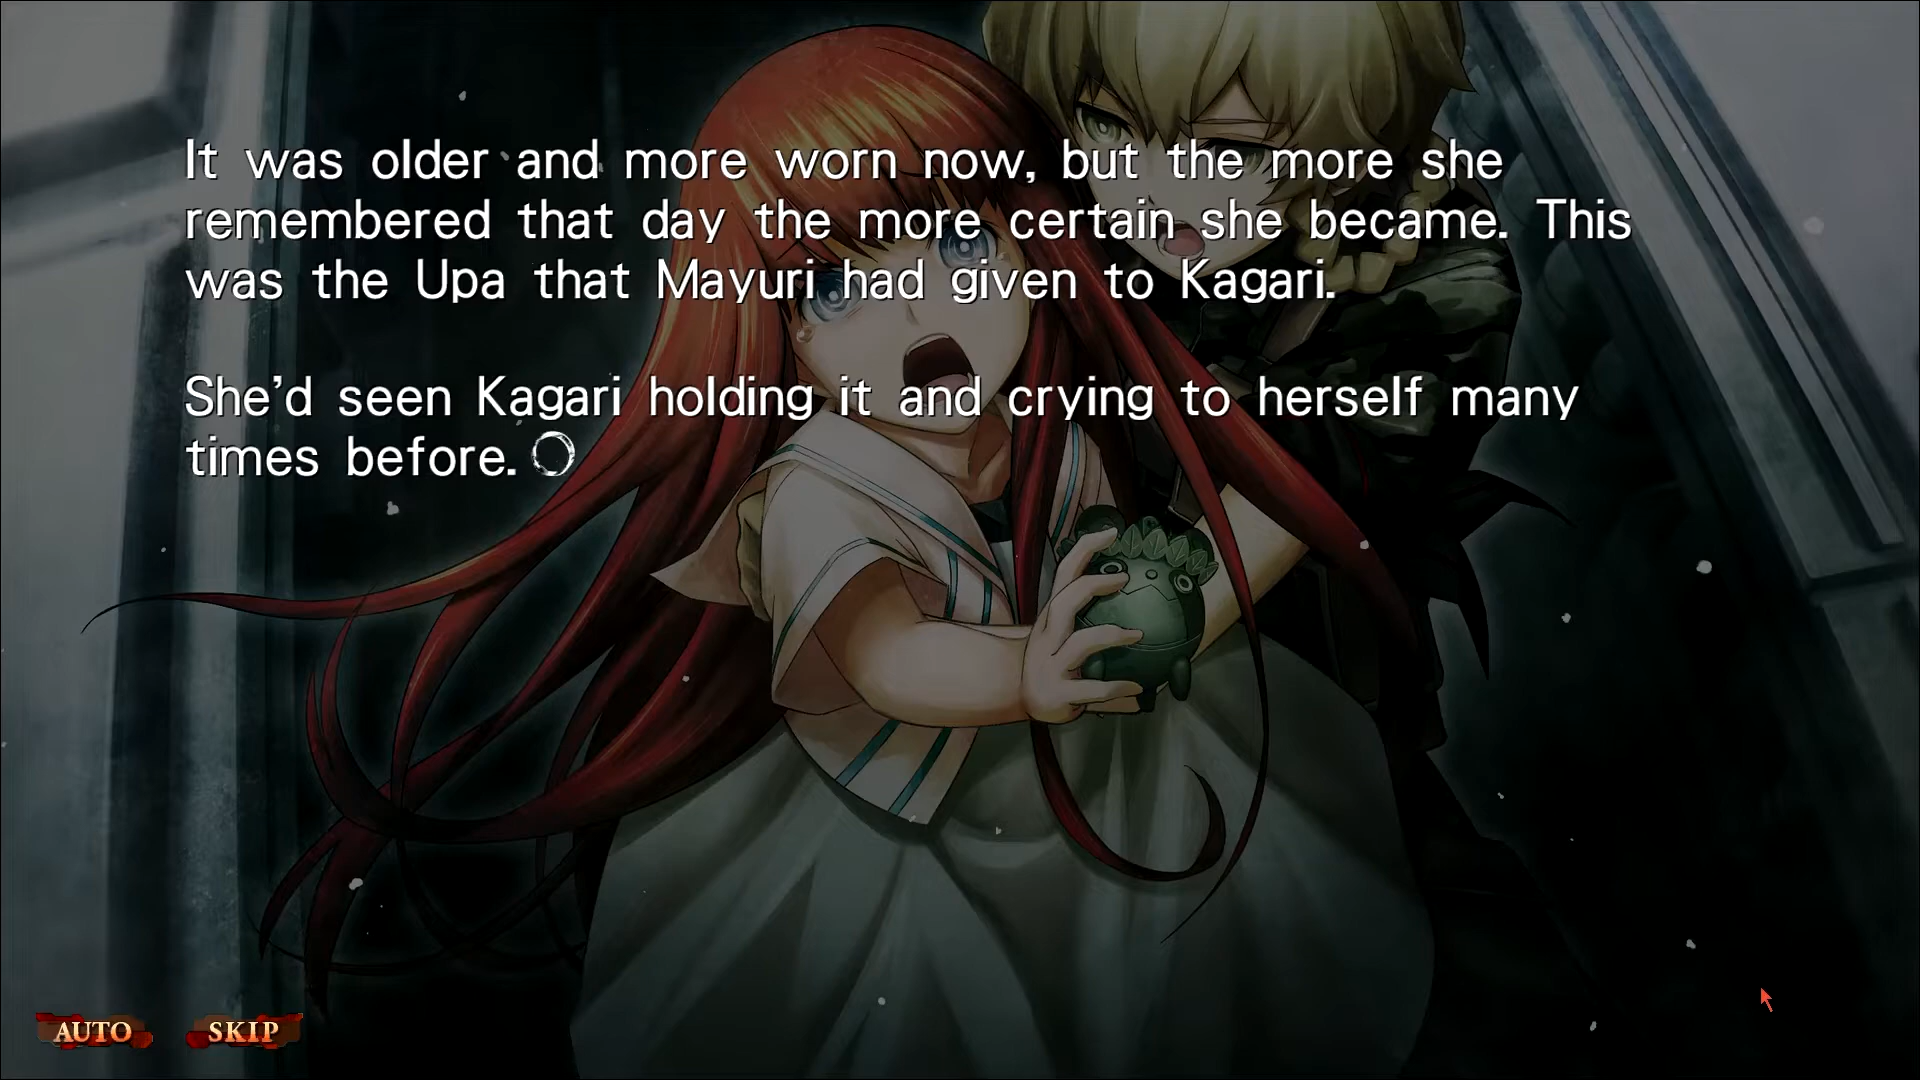 It was older and more worn now, but the more she
remembered that day the more certain she became. This
was the Upa that Mayuri had given to Kagari.
She’d seen Kagari holding it and crying to herself many
times before.
AUTO SKIP